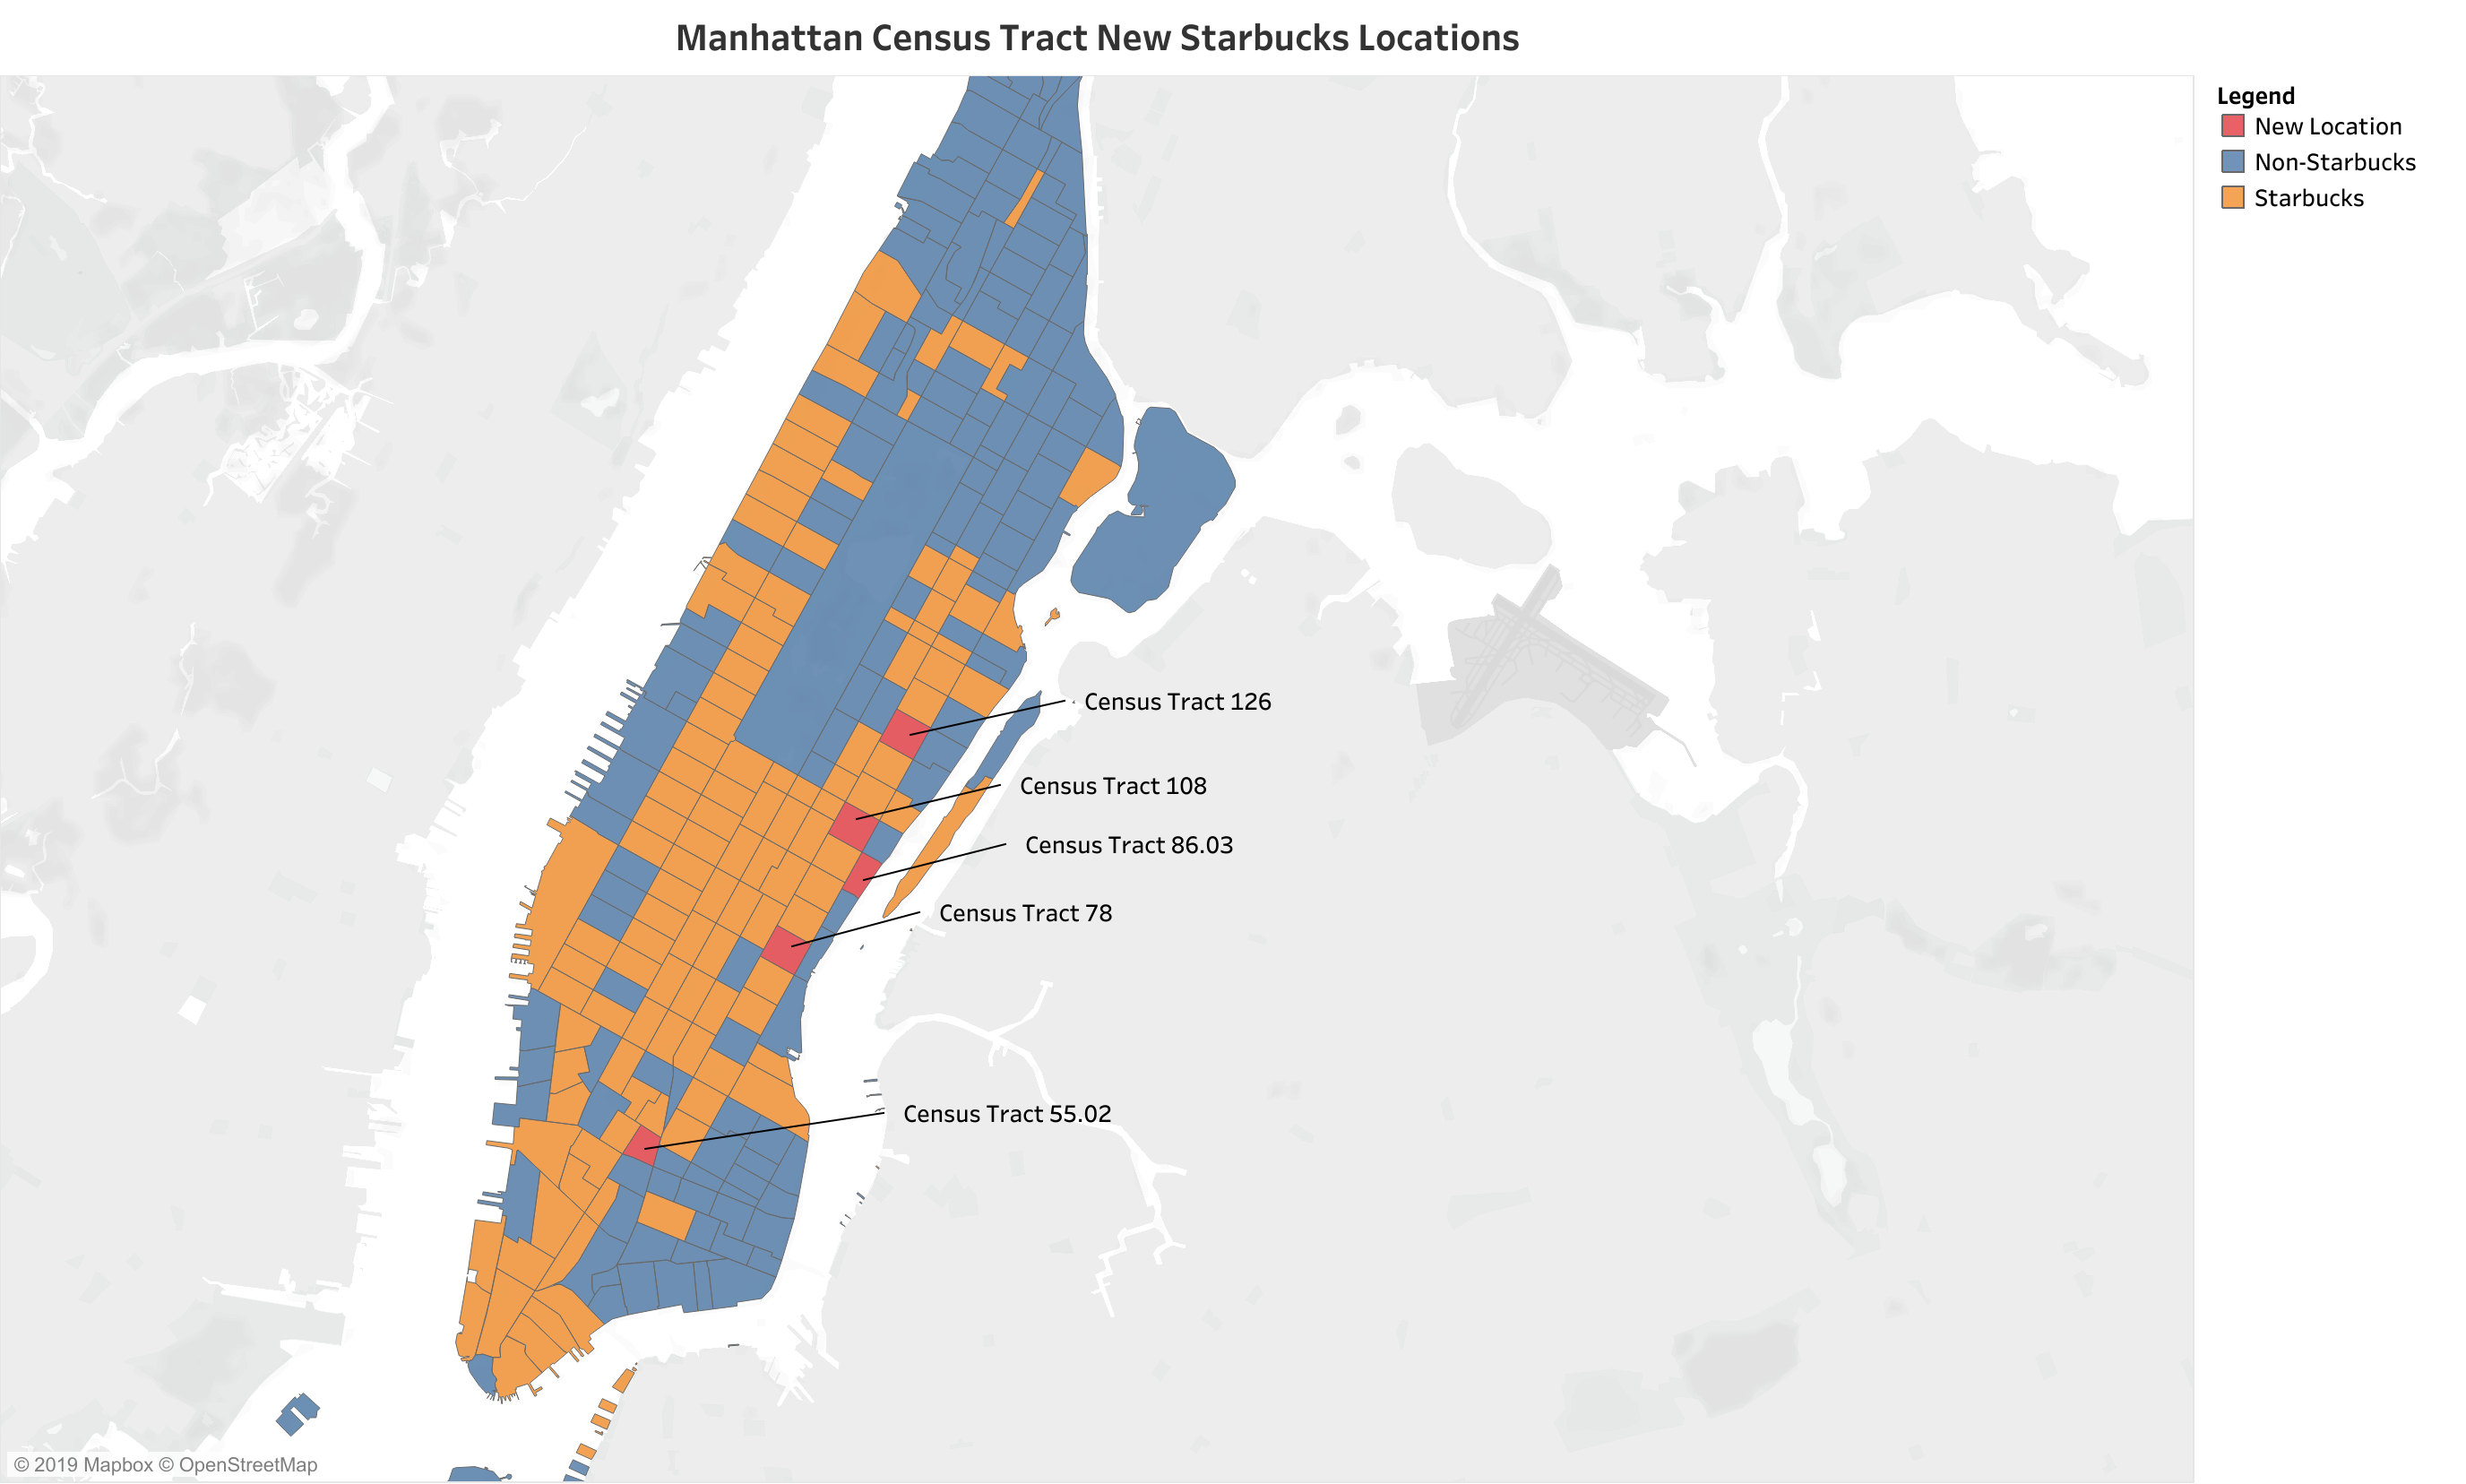 Manhattan Census Tract New Starbucks Locations
Legend
New Location
Non-Starbucks
Starbucks
Census Tract 126
Census Tract 108
Census Tract 86.03
Census Tract 78
Census Tract 55.02
© 2019 Mapbox © OpenStreetMap